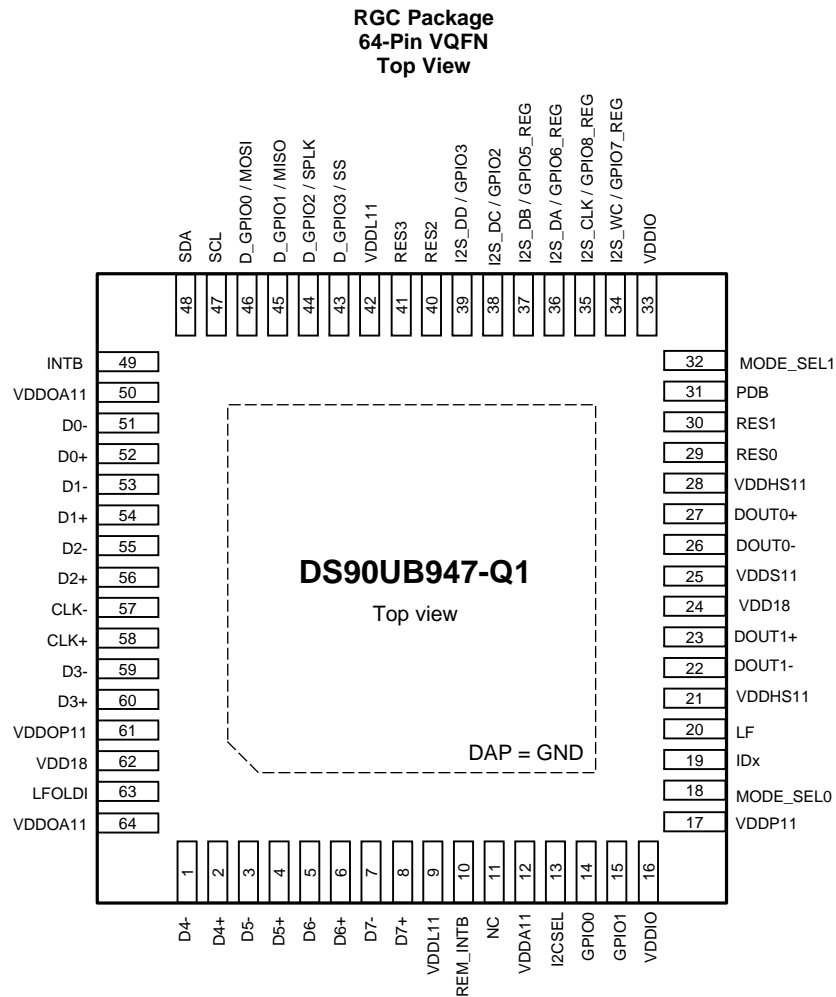 RGC Package
64-Pin VQFN
Top View
SDA
SCL
D_GPIO0 / MOSI
D_GPIO1 / MISO
D_GPIO2 / SPLK
D_GPIO3 / SS
VDDL11
RES3
RES2
I2S_DD / GPIO3
I2S_DC / GPIO2
I2S_DB / GPIO5_REG
I2S_DA / GPIO6_REG
I2S_CLK / GPIO8_REG
I2S_WC / GPIO7_REG
VDDIO
48
47
46
45
44
43
42
41
40
39
38
37
36
35
34
33
INTB 49
VDDOA11 50
D0- 51
D0+ 52
D1- 53
D1+ 54
D2- 55
D2+ 56
CLK- 57
CLK+ 58
D3- 59
D3+ 60
VDDOP11 61
VDD18 62
LFOLDI 63
VDDOA11 64
DS90UB947-Q1
Top view
DAP = GND
32 MODE_SEL1
31 PDB
30 RES1
29 RES0
28 VDDHS11
27 DOUT0+
26 DOUT0-
25 VDDS11
24 VDD18
23 DOUT1+
22 DOUT1-
21 VDDHS11
20 LF
19 IDx
18 MODE_SEL0
17 VDDP11
1
2
3
4
5
6
7
8
9
10
11
12
13
14
15
16
D4-
D4+
D5-
D5+
D6-
D6+
D7-
D7+
VDDL11
REM_INTB
NC
VDDA11
I2CSEL
GPIO0
GPIO1
VDDIO